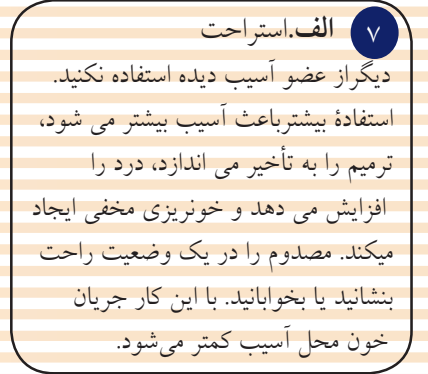 ۷ الف.استراحت
دیگراز عضو آسیب دیده استفاده نکنید.
استفادۀ بیشترباعث آسیب بیشتر می شود،
ترمیم را به تأخیر می اندازد، درد را
افزایش می دهد و خونریزی مخفی ایجاد
میکند. مصدوم را در یک وضعیت راحت
بنشانید یا بخوابانید. با این کار جریان
خون محل آسیب کمتر می‌شود.